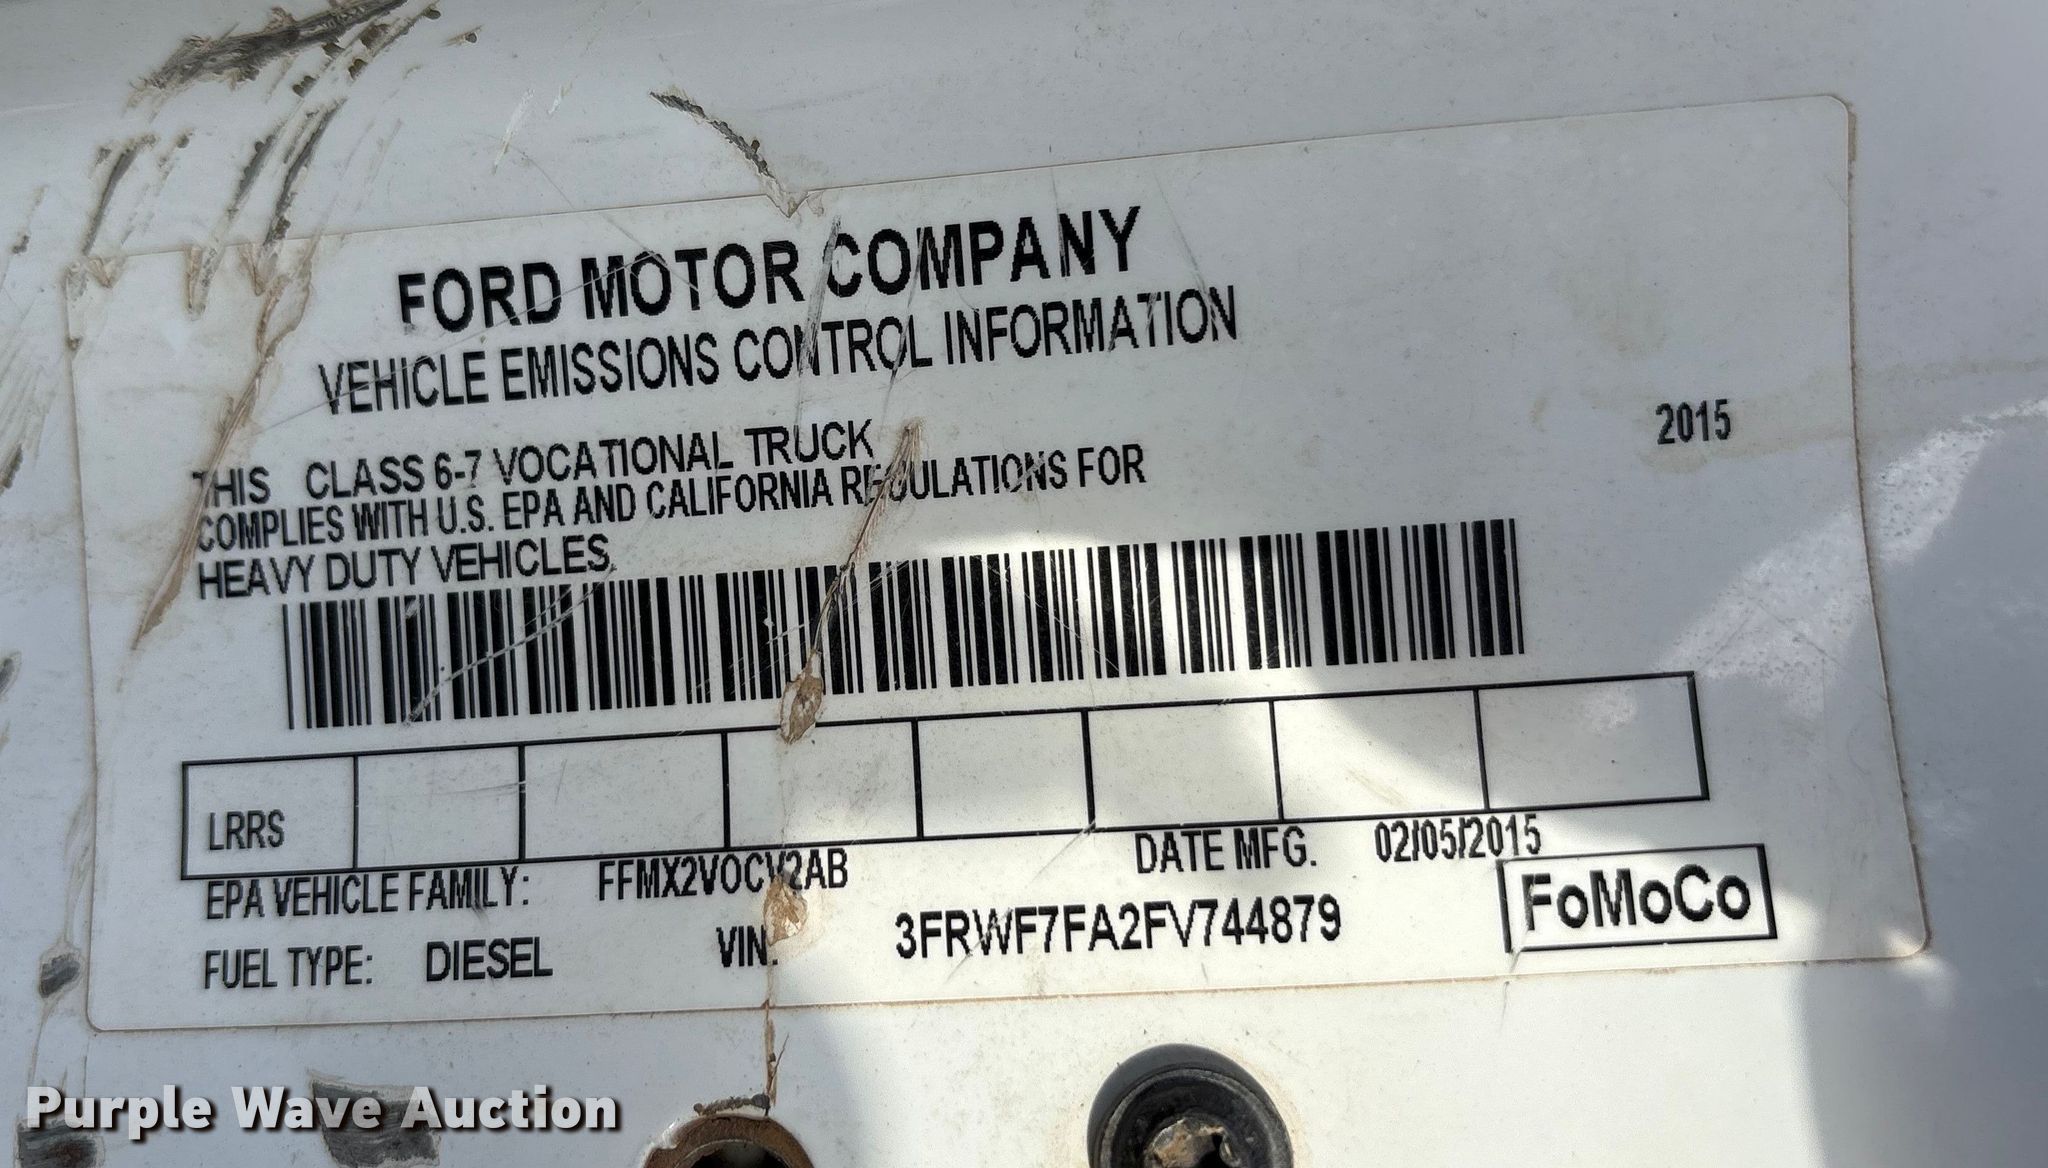 FORD MOTOR COMPANY
VEHICLE EMISSIONS CONTROL INFORMATION
2015
THIS CLASS 6-7 VOCATIONAL TRUCK
COMPLIES WITH U.S. EPA AND CALIFORNIA REGULATIONS FOR
HEAVY DUTY VEHICLES.
LRRS
EPA VEHICLE FAMILY: FFMX2VOCV2AB DATE MFG. 02/05/2015
FUEL TYPE: DIESEL VIN: 3FRWF7FA2FV744879 FoMoCo
Purple Wave Auction